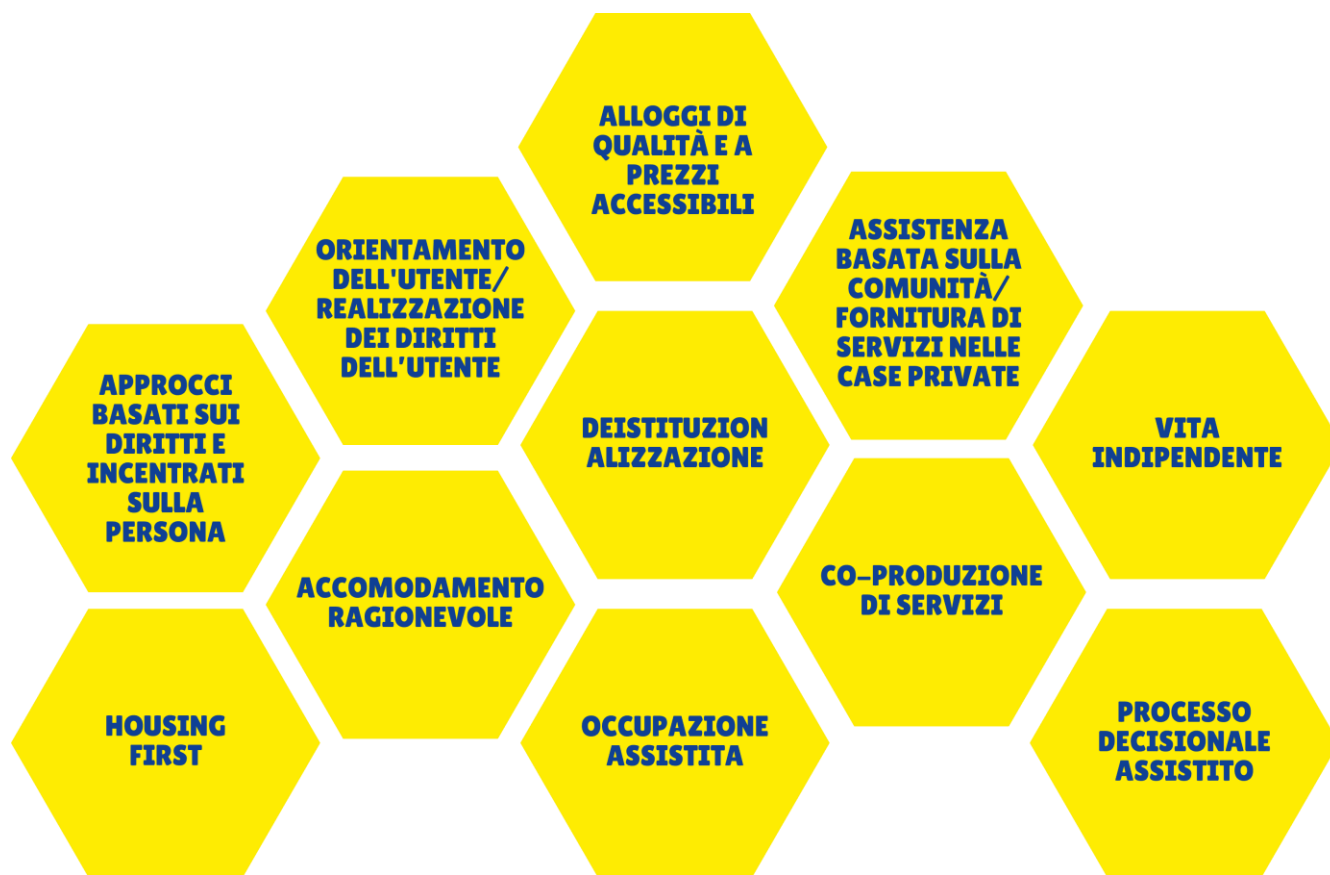 ALLOGGI DI
QUALITÀ E A
PREZZI
ACCESSIBILI
ORIENTAMENTO
DELL'UTENTE/
REALIZZAZIONE
DEI DIRITTI
DELL'UTENTE
ASSISTENZA
BASATA SULLA
COMUNITÀ/
FORNITURA DI
SERVIZI NELLE
CASE PRIVATE
APPROCCI
BASATI SUI
DIRITTI E
INCENTRATI
SULLA
PERSONA
DEISTITUZION
ALIZZAZIONE
VITA
INDIPENDENTE
ACCOMODAMENTO
RAGIONEVOLE
CO-PRODUZIONE
DI SERVIZI
HOUSING
FIRST
OCCUPAZIONE
ASSISTITA
PROCESSO
DECISIONALE
ASSISTITO